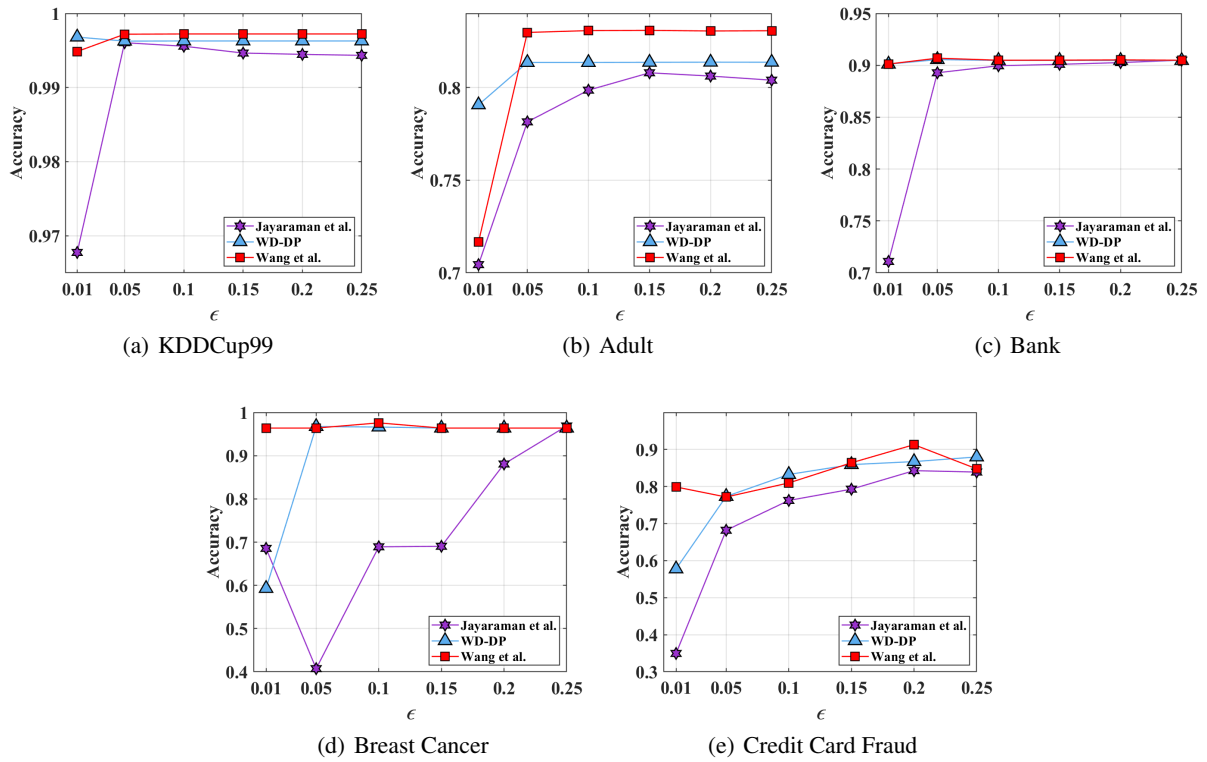 1
0.99
0.98
0.97
Accuracy
Jayaraman et al.
WD-DP
Wang et al.
0.01 0.05 0.1 0.15 0.2 0.25
ϵ
(a) KDDCup99
0.8
0.75
0.7
Accuracy
Jayaraman et al.
WD-DP
Wang et al.
0.01 0.05 0.1 0.15 0.2 0.25
ϵ
(b) Adult
0.95
0.9
0.85
0.8
0.75
0.7
Accuracy
Jayaraman et al.
WD-DP
Wang et al.
0.01 0.05 0.1 0.15 0.2 0.25
ϵ
(c) Bank
1
0.9
0.8
0.7
0.6
0.5
0.4
Accuracy
Jayaraman et al.
WD-DP
Wang et al.
0.01 0.05 0.1 0.15 0.2 0.25
ϵ
(d) Breast Cancer
0.9
0.8
0.7
0.6
0.5
0.4
0.3
Accuracy
Jayaraman et al.
WD-DP
Wang et al.
0.01 0.05 0.1 0.15 0.2 0.25
ϵ
(e) Credit Card Fraud